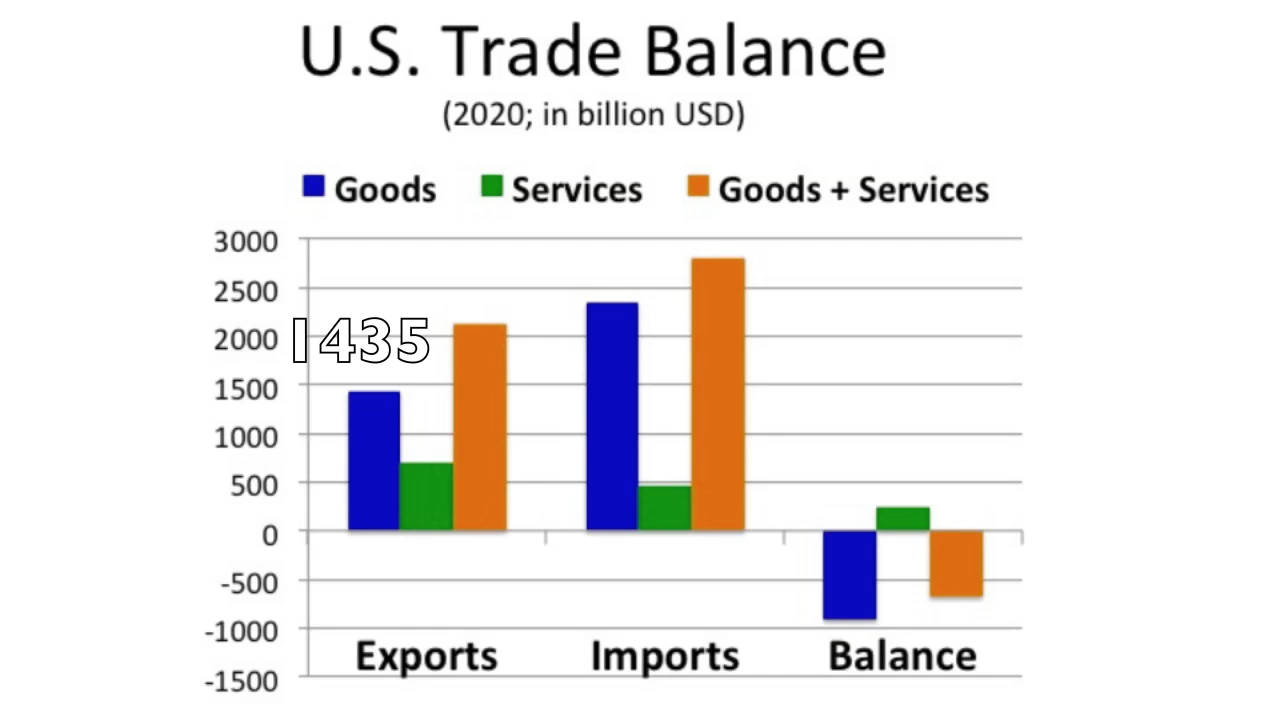 U.S. Trade Balance
(2020; in billion USD)
Goods Services Goods + Services
3000
2500
2000
1435
1500
1000
500
0
-500
-1000
-1500
Exports Imports Balance